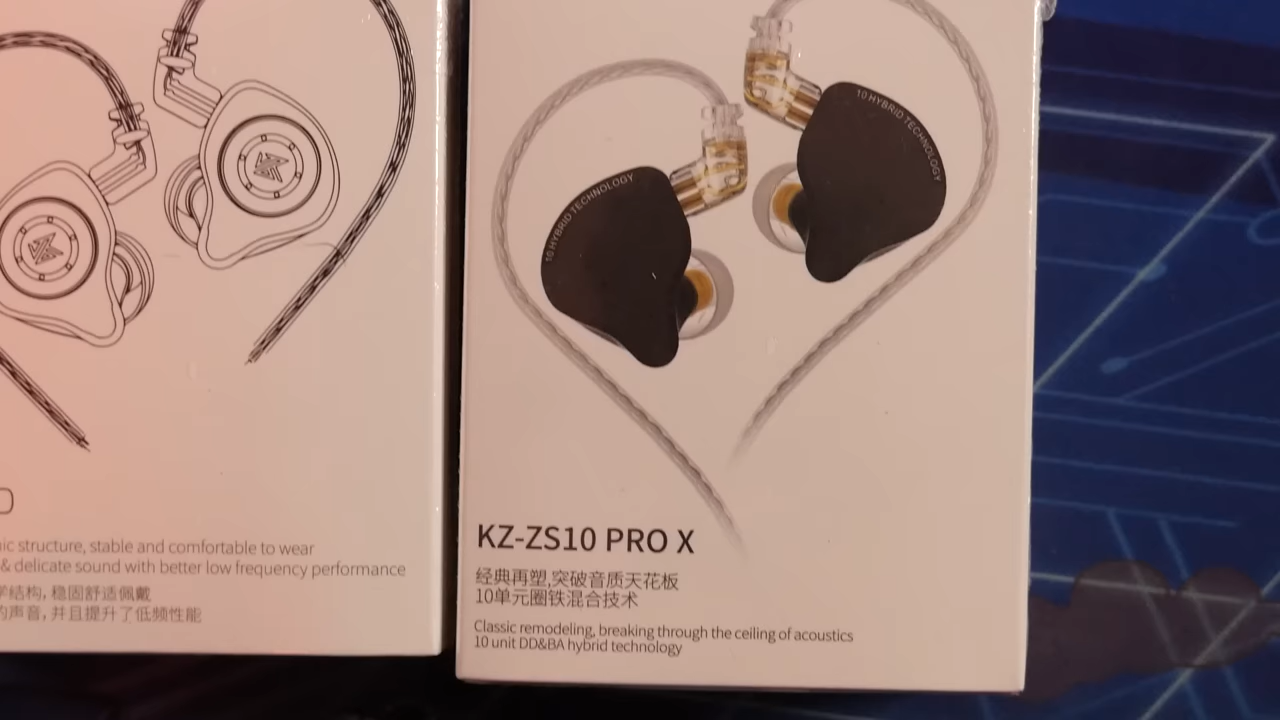 10 HYBRID TECHNOLOGY
10 HYBRID TECHNOLOGY
structure, stable and comfortable to wear
& delicate sound with better low frequency performance
学结构, 稳固舒适佩戴
的声音, 并且提升了低频性能
KZ-ZS10 PRO X
经典再塑,突破音质天花板
10单元圈铁混合技术
Classic remodeling, breaking through the ceiling of acoustics
10 unit DD&BA hybrid technology